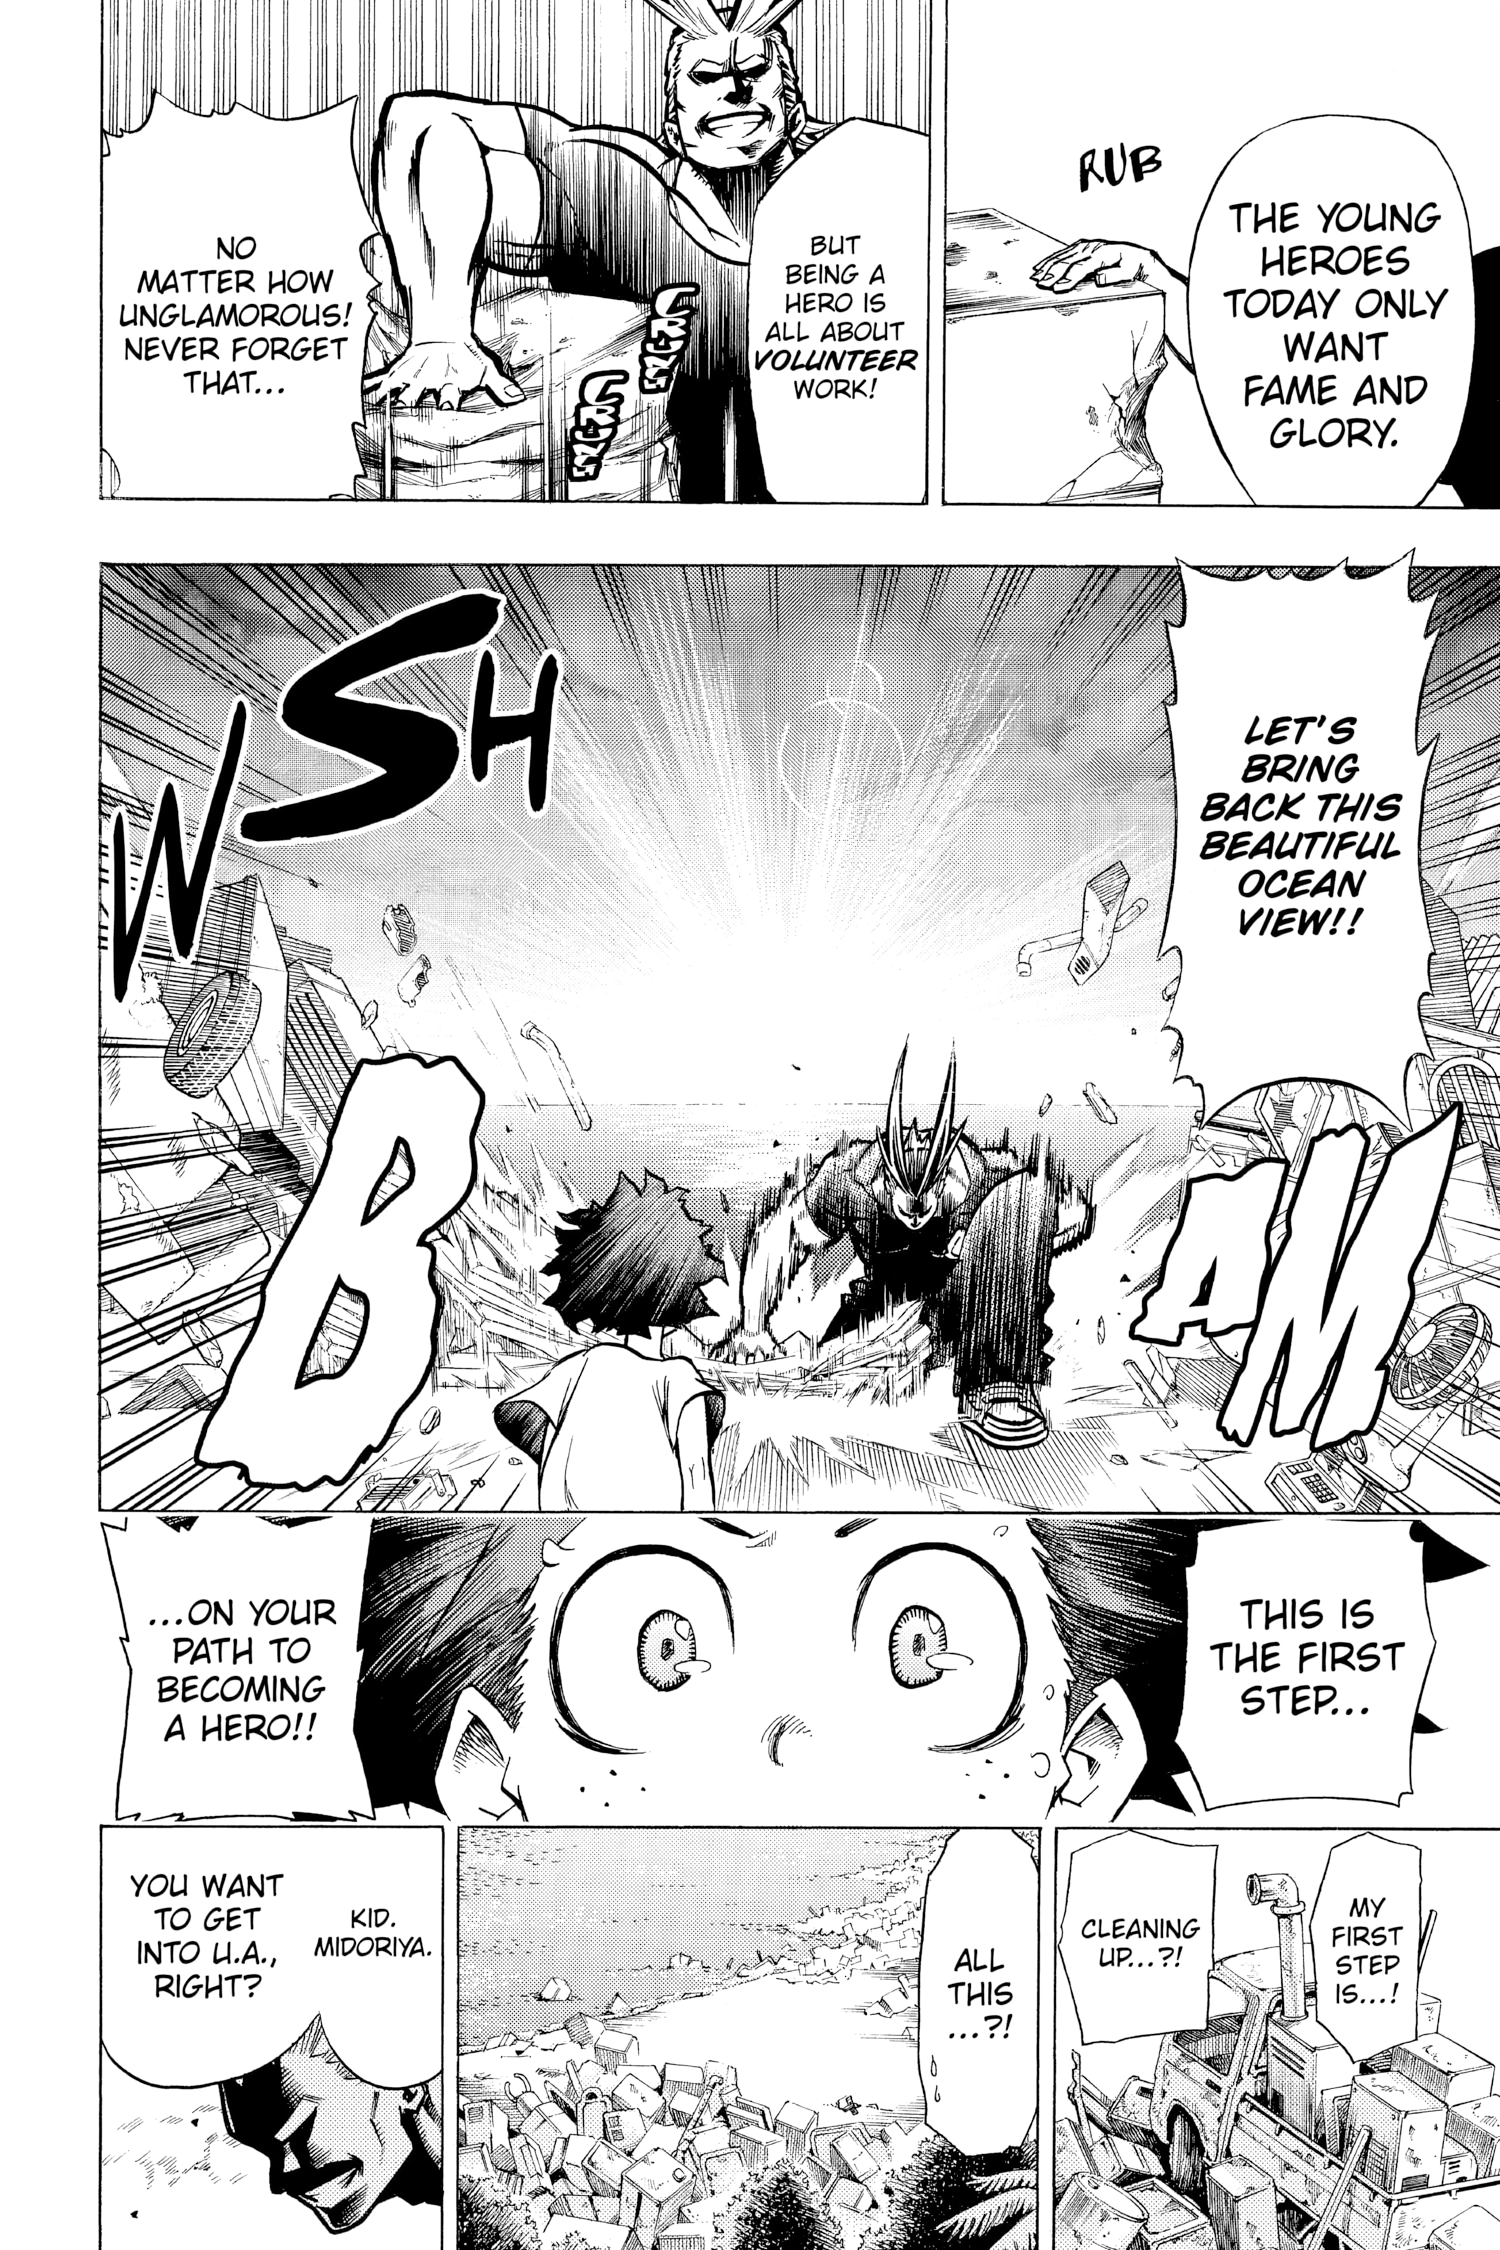 THE YOUNG
HEROES
TODAY ONLY
WANT
FAME AND
GLORY.
RUB
BUT
BEING A
HERO IS
ALL ABOUT
VOLUNTEER
WORK!
CRUNCH
CRUNCH
NO
MATTER HOW
UNGLAMOROUS!
NEVER FORGET
THAT...
LET'S
BRING
BACK THIS
BEAUTIFUL
OCEAN
VIEW!!
WSH
BAM
THIS IS
THE FIRST
STEP...
...ON YOUR
PATH TO
BECOMING
A HERO!!
MY
FIRST
STEP
IS...!
CLEANING
UP...?!
ALL
THIS
...?!
KID.
MIDORIYA.
YOU WANT
TO GET
INTO U.A.,
RIGHT?